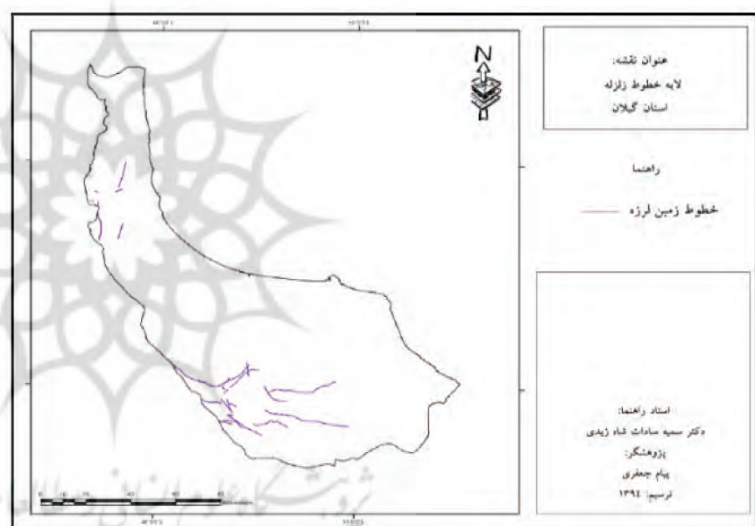 N
عنوان نقشه:
لایه خطوط زلزله
استان گیلان
راهنما
خطوط زمین لرزه
استاد راهنما:
دکتر سمیه سادات شاه زیدی
پژوهشگر:
پیام جعفری
ترسیم: ۱۳۹٤